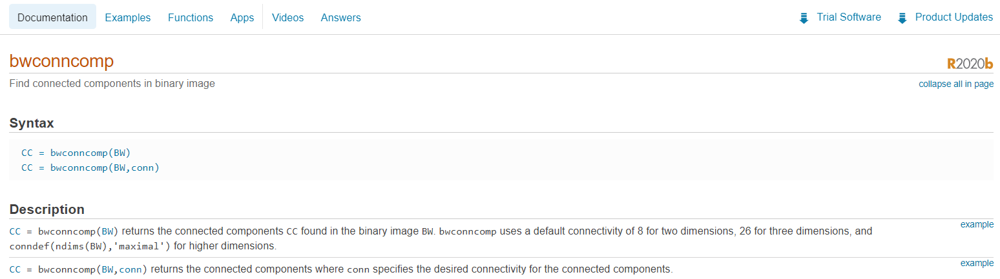 Documentation Examples Functions Apps Videos Answers Trial Software Product Updates
bwconncomp R2020b
Find connected components in binary image collapse all in page
Syntax
CC = bwconncomp(BW)
CC = bwconncomp(BW,conn)
Description
example
CC = bwconncomp(BW) returns the connected components CC found in the binary image BW. bwconncomp uses a default connectivity of 8 for two dimensions, 26 for three dimensions, and
conndef(ndims(BW),'maximal') for higher dimensions.
example
CC = bwconncomp(BW,conn) returns the connected components where conn specifies the desired connectivity for the connected components.